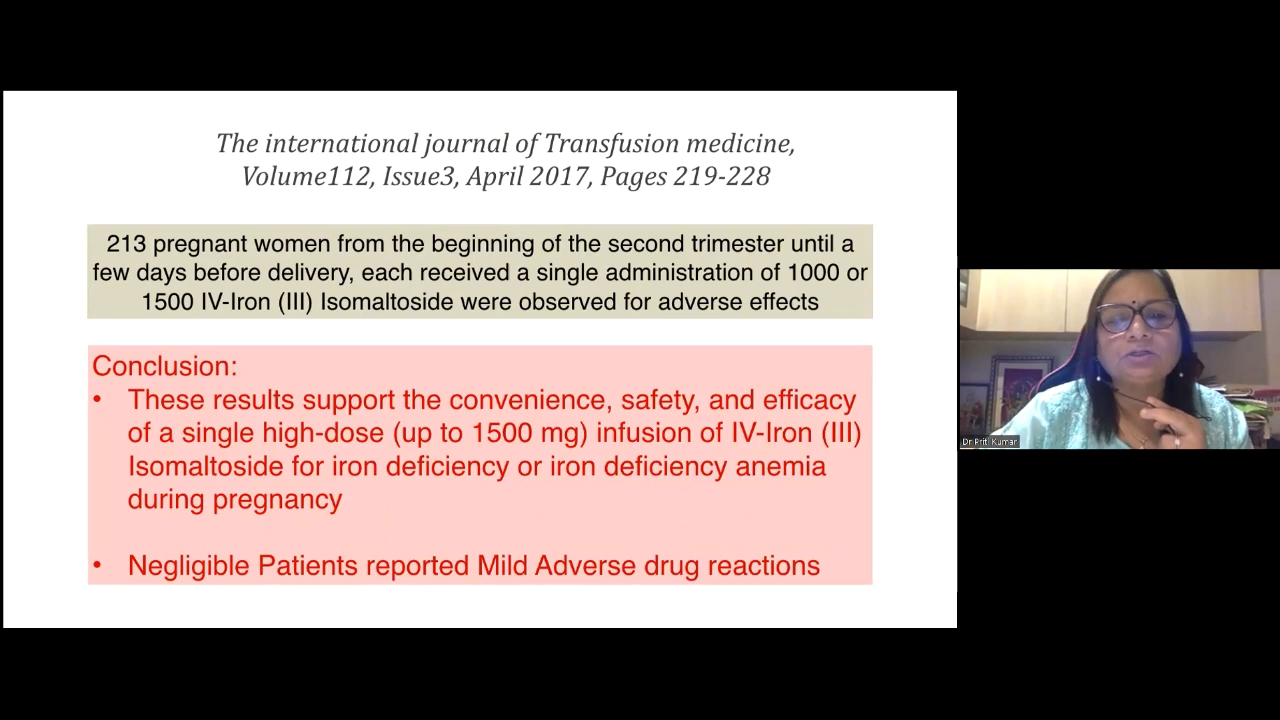 The international journal of Transfusion medicine,
Volume112, Issue3, April 2017, Pages 219-228
213 pregnant women from the beginning of the second trimester until a
few days before delivery, each received a single administration of 1000 or
1500 IV-Iron (III) Isomaltoside were observed for adverse effects
Conclusion:
• These results support the convenience, safety, and efficacy
of a single high-dose (up to 1500 mg) infusion of IV-Iron (III)
Isomaltoside for iron deficiency or iron deficiency anemia
during pregnancy
• Negligible Patients reported Mild Adverse drug reactions
Dr Priti Kumar